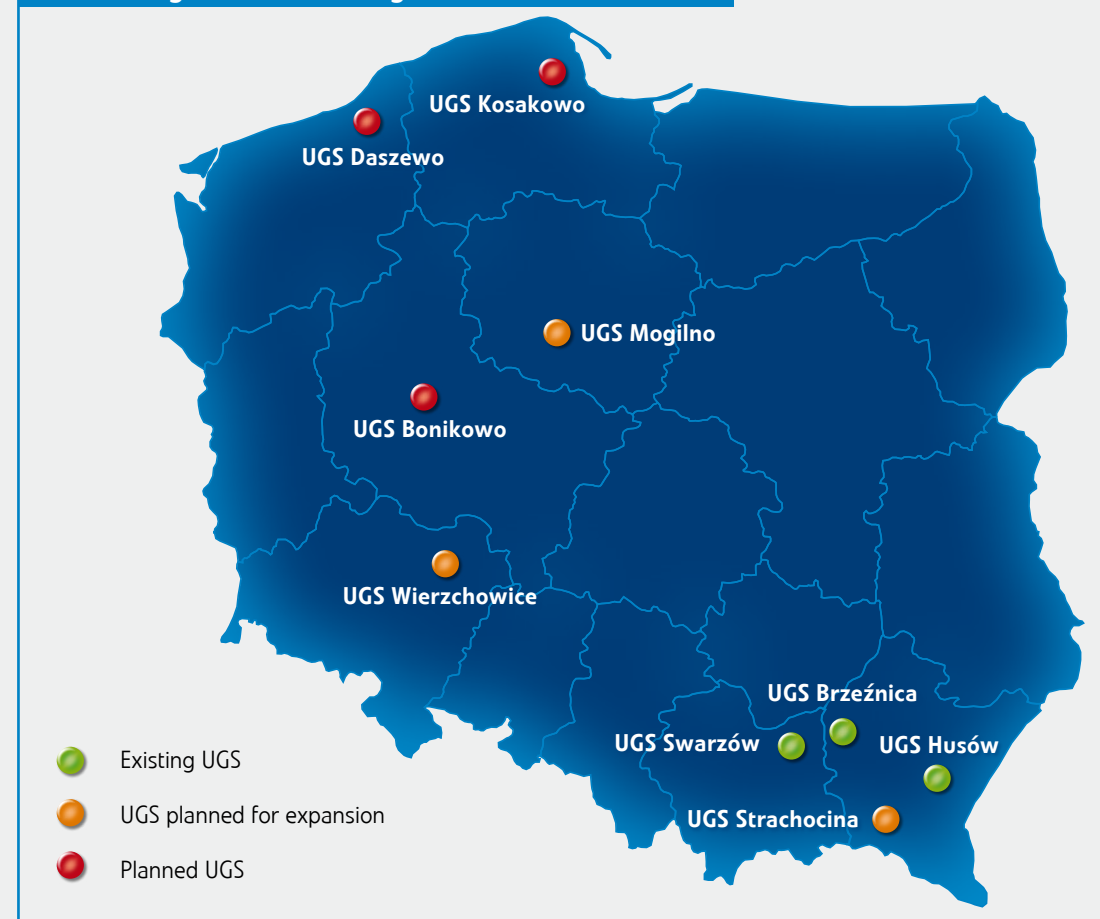 UGS Kosakowo
UGS Daszewo
UGS Mogilno
UGS Bonikowo
UGS Wierzchowice
UGS Brzeźnica
UGS Swarzów
UGS Husów
UGS Strachocina
Existing UGS
UGS planned for expansion
Planned UGS